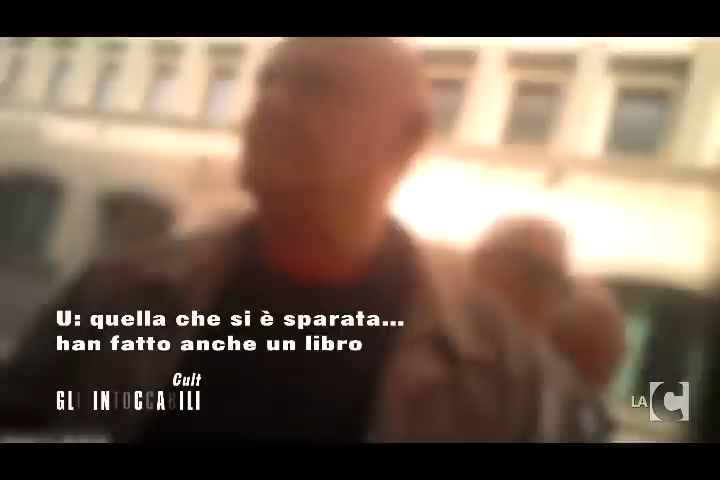 U: quella che si è sparata...
han fatto anche un libro
Cult
GLI INTOCCABILI
LA C